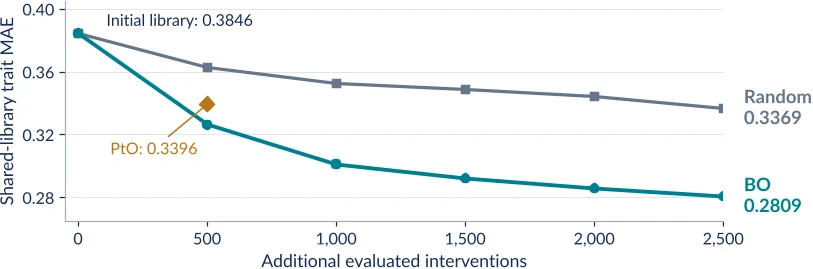 Shared-library trait MAE
0.40
0.36
0.32
0.28
Initial library: 0.3846
PtO: 0.3396
Random
0.3369
BO
0.2809
0
500
1,000
1,500
2,000
2,500
Additional evaluated interventions